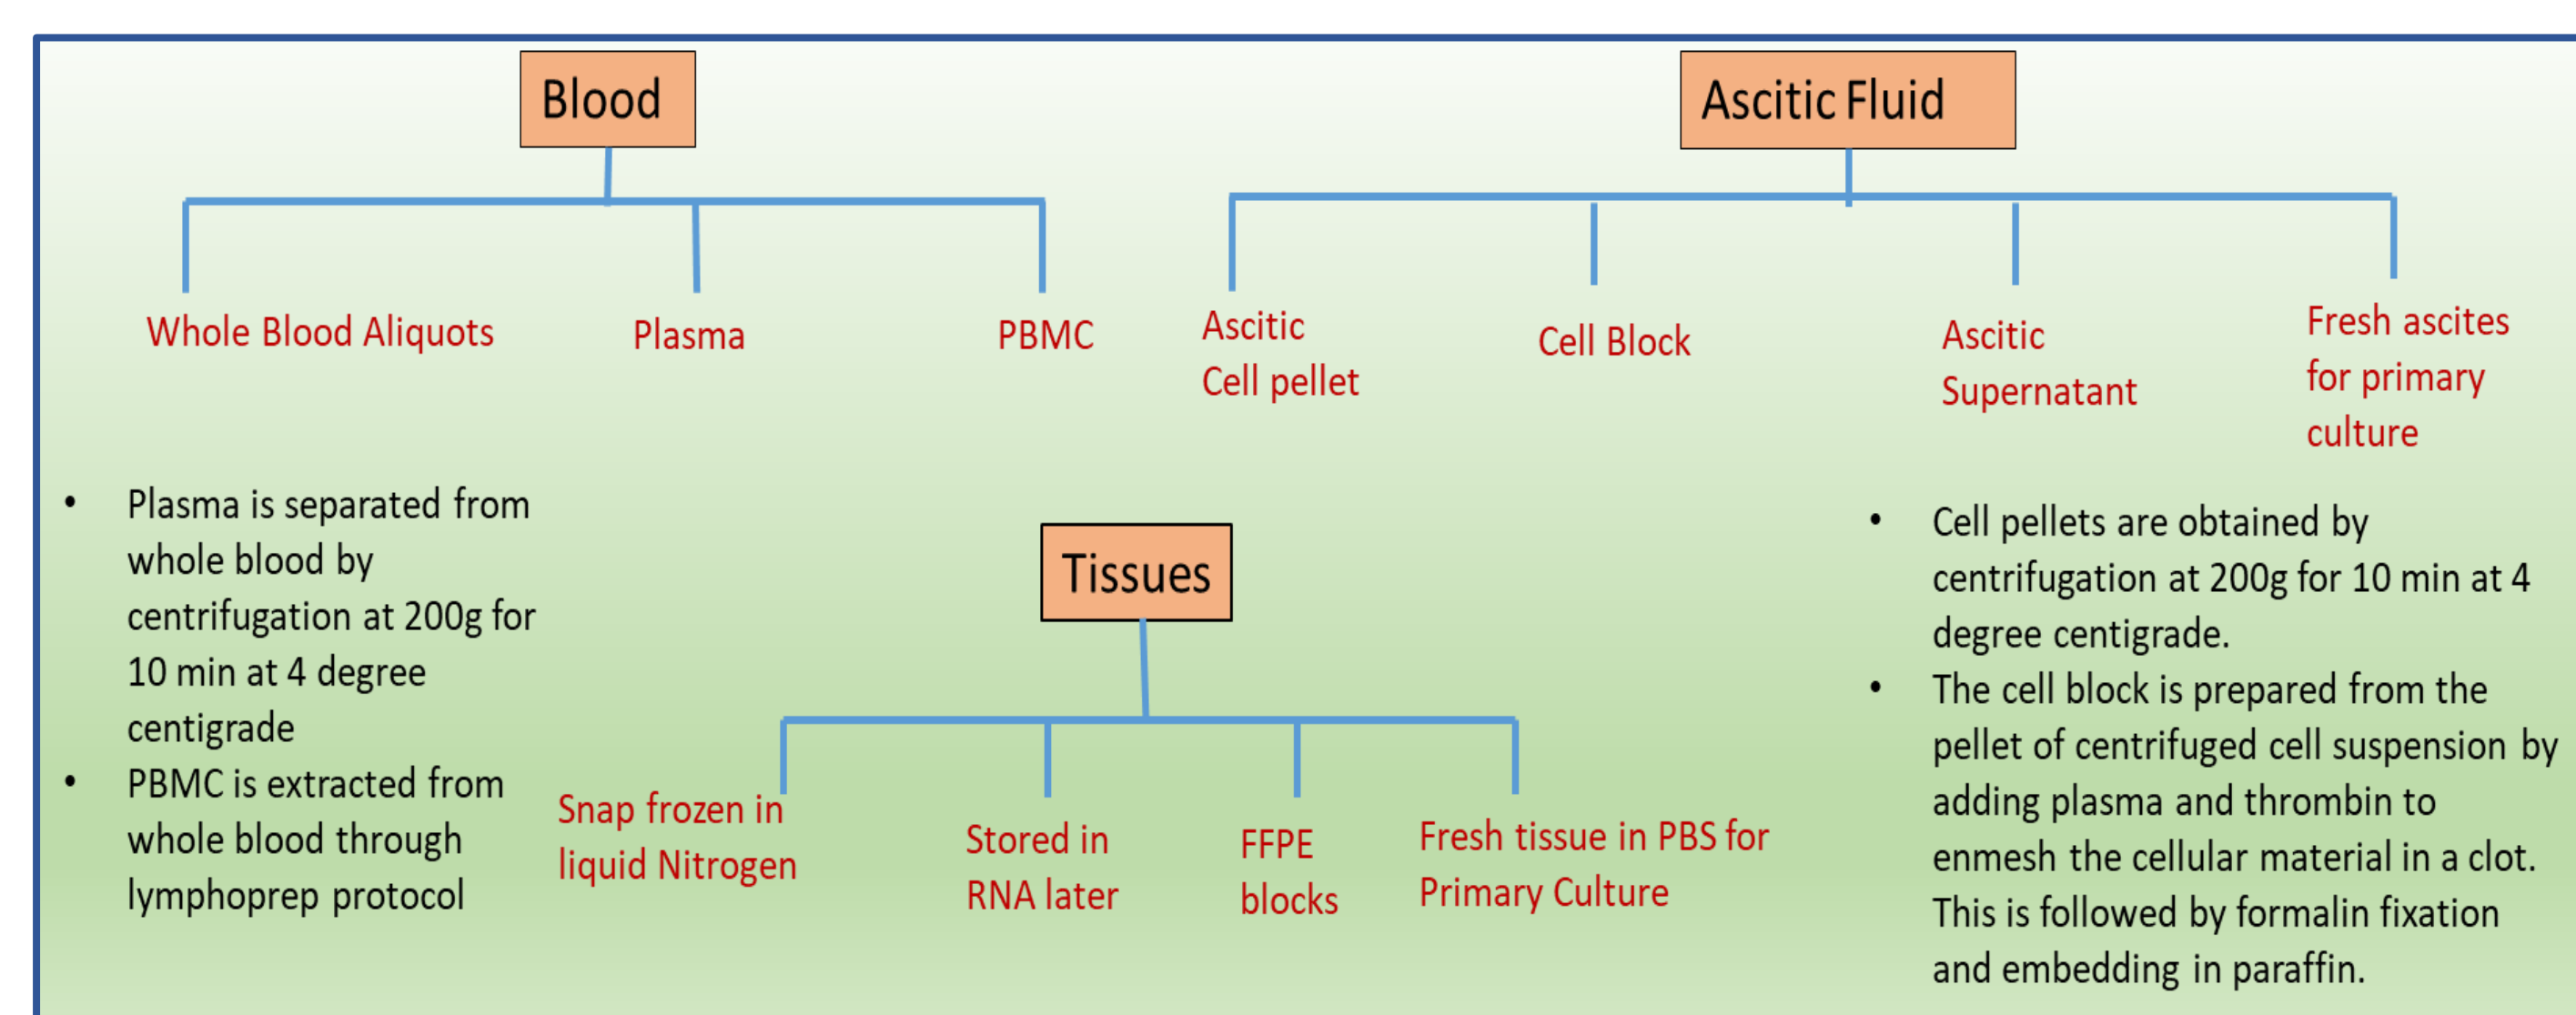 Blood
Whole Blood Aliquots
Plasma
PBMC
Ascitic Fluid
Ascitic
Cell pellet
Cell Block
Ascitic
Supernatant
Fresh ascites
for primary
culture
• Plasma is separated from
whole blood by
centrifugation at 200g for
10 min at 4 degree
centigrade
• PBMC is extracted from
whole blood through
lymphoprep protocol
Tissues
Snap frozen in
liquid Nitrogen
Stored in
RNA later
FFPE
blocks
Fresh tissue in PBS for
Primary Culture
• Cell pellets are obtained by
centrifugation at 200g for 10 min at 4
degree centigrade.
• The cell block is prepared from the
pellet of centrifuged cell suspension by
adding plasma and thrombin to
enmesh the cellular material in a clot.
This is followed by formalin fixation
and embedding in paraffin.